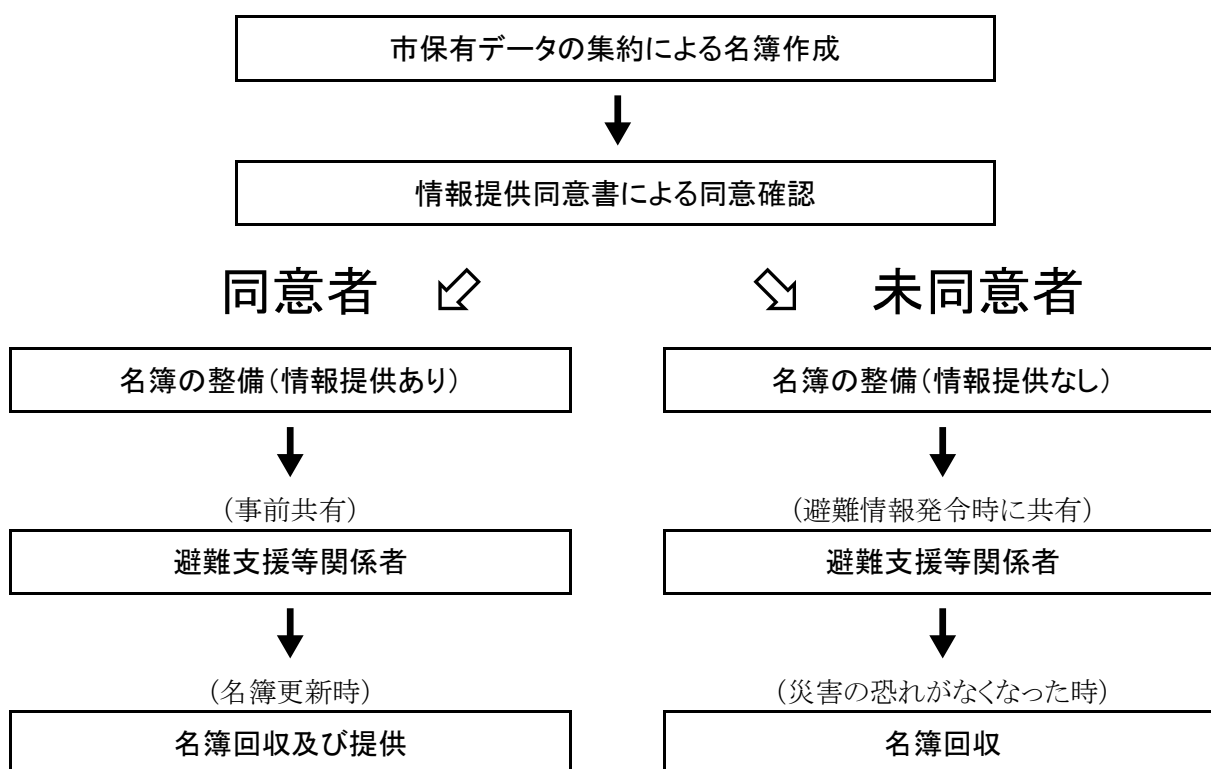 市保有データの集約による名簿作成
情報提供同意書による同意確認
同意者
未同意者
名簿の整備(情報提供あり)
名簿の整備(情報提供なし)
(事前共有)
(避難情報発令時に共有)
避難支援等関係者
避難支援等関係者
(名簿更新時)
(災害の恐れがなくなった時)
名簿回収及び提供
名簿回収